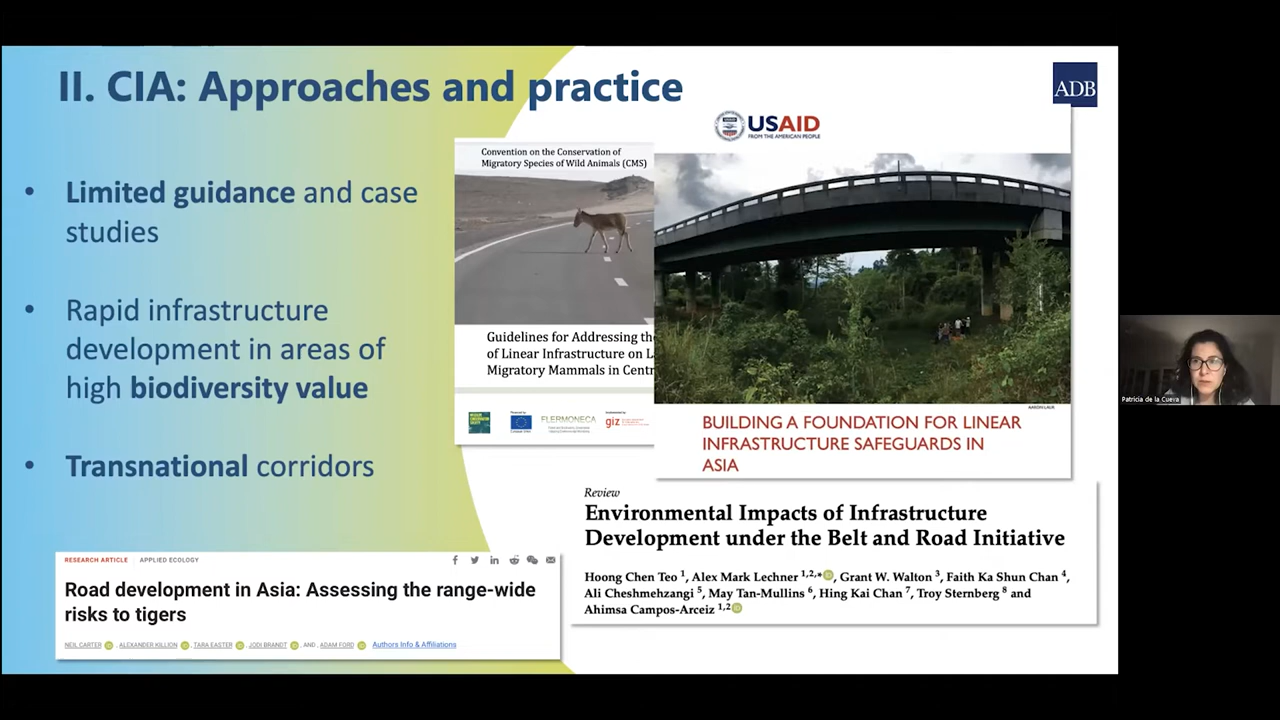 II. CIA: Approaches and practice
ADB
• Limited guidance and case
studies
• Rapid infrastructure
development in areas of
high biodiversity value
• Transnational corridors
Convention on the Conservation of
Migratory Species of Wild Animals (CMS)
Guidelines for Addressing the
of Linear Infrastructure on L
Migratory Mammals in Centr
FLERMONECA
giz
USAID
FROM THE AMERICAN PEOPLE
AARON LAUR
BUILDING A FOUNDATION FOR LINEAR
INFRASTRUCTURE SAFEGUARDS IN
ASIA
Review
Environmental Impacts of Infrastructure
Development under the Belt and Road Initiative
Hoong Chen Teo 1, Alex Mark Lechner 1,2,*, Grant W. Walton 3, Faith Ka Shun Chan 4,
Ali Cheshmehzangi 5, May Tan-Mullins 6, Hing Kai Chan 7, Troy Sternberg 8 and
Ahimsa Campos-Arceiz 1,2
RESEARCH ARTICLE | APPLIED ECOLOGY
Road development in Asia: Assessing the range-wide
risks to tigers
NEIL CARTER, ALEXANDER KILLION, TARA EASTER, JODI BRANDT, AND ADAM FORD Authors Info & Affiliations
Patricia de la Cueva